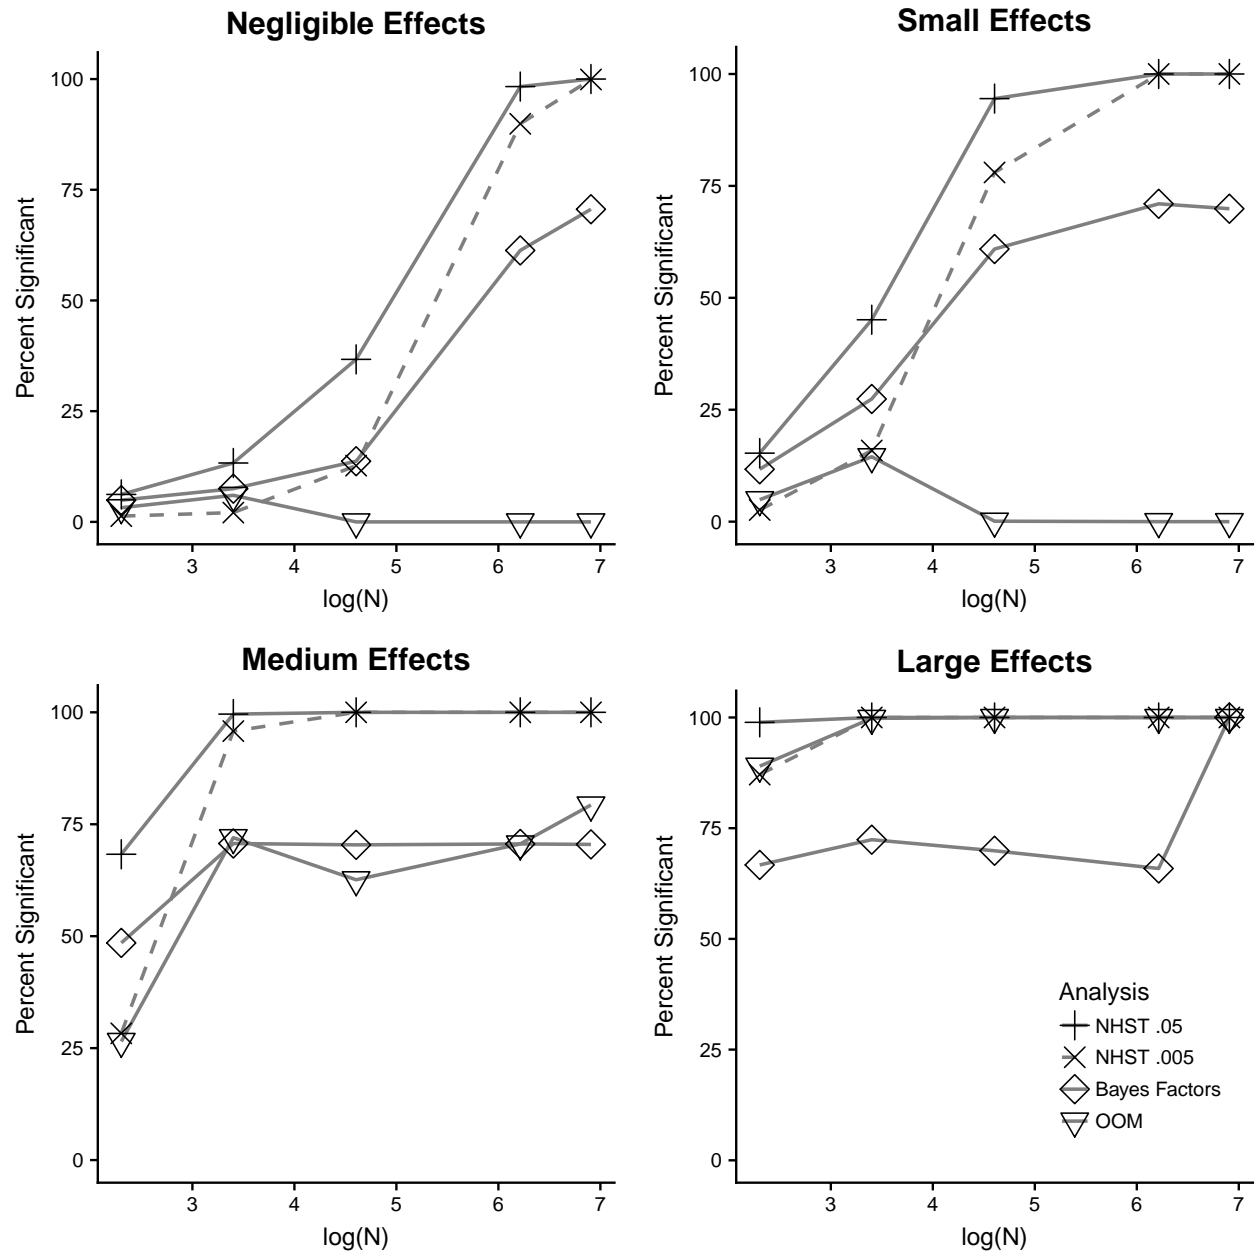 Negligible Effects
100
75
50
25
0
Percent Significant
3 4 5 6 7
log(N)
Small Effects
100
75
50
25
0
Percent Significant
3 4 5 6 7
log(N)
Medium Effects
100
75
50
25
0
Percent Significant
3 4 5 6 7
log(N)
Large Effects
100
75
50
25
0
Percent Significant
Analysis
NHST .05
NHST .005
Bayes Factors
OOM
3 4 5 6 7
log(N)